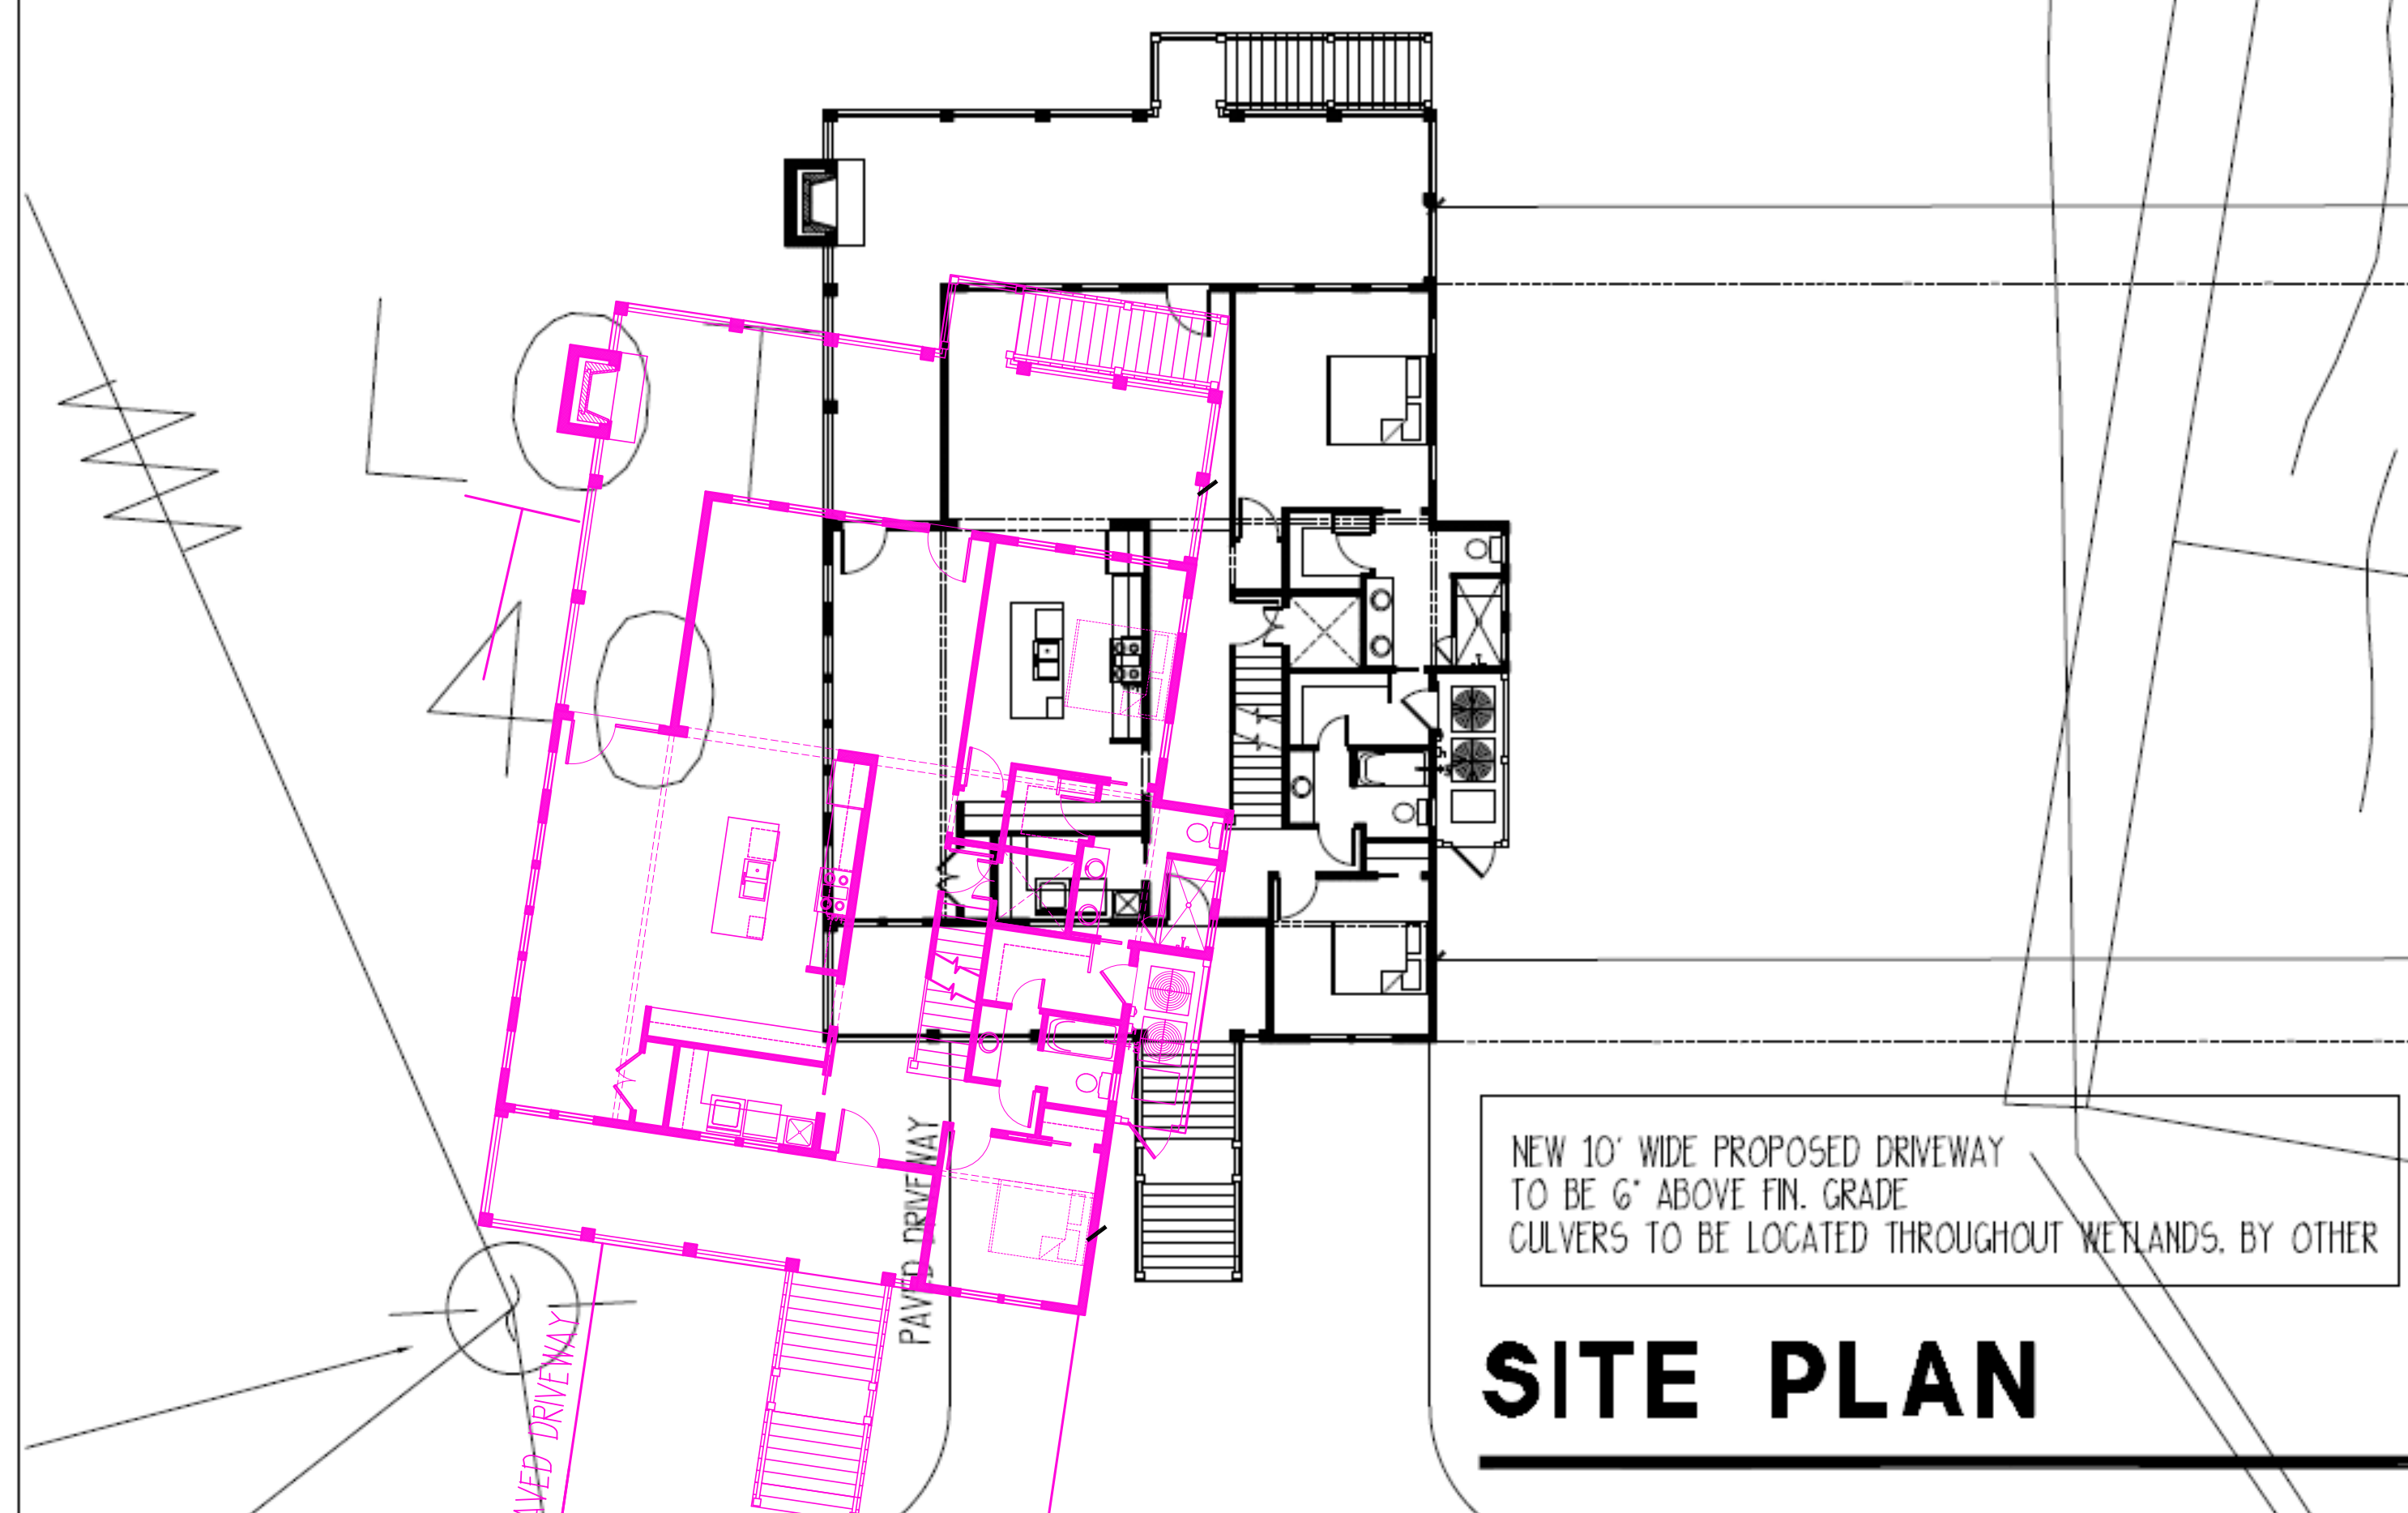 NEW 10' WIDE PROPOSED DRIVEWAY
TO BE 6" ABOVE FIN. GRADE
CULVERS TO BE LOCATED THROUGHOUT WETLANDS. BY OTHER
SITE PLAN
PAVED DRIVEWAY
AVED DRIVEWAY